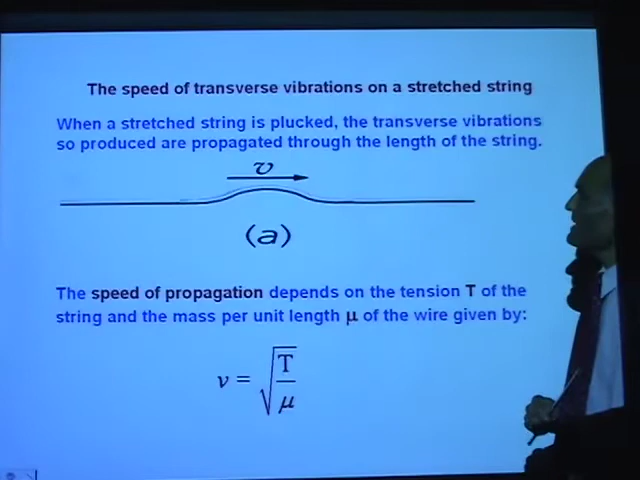 The speed of transverse vibrations on a stretched string
When a stretched string is plucked, the transverse vibrations
so produced are propagated through the length of the string.
v
(a)
The speed of propagation depends on the tension T of the
string and the mass per unit length μ of the wire given by:
v = √(T/μ)